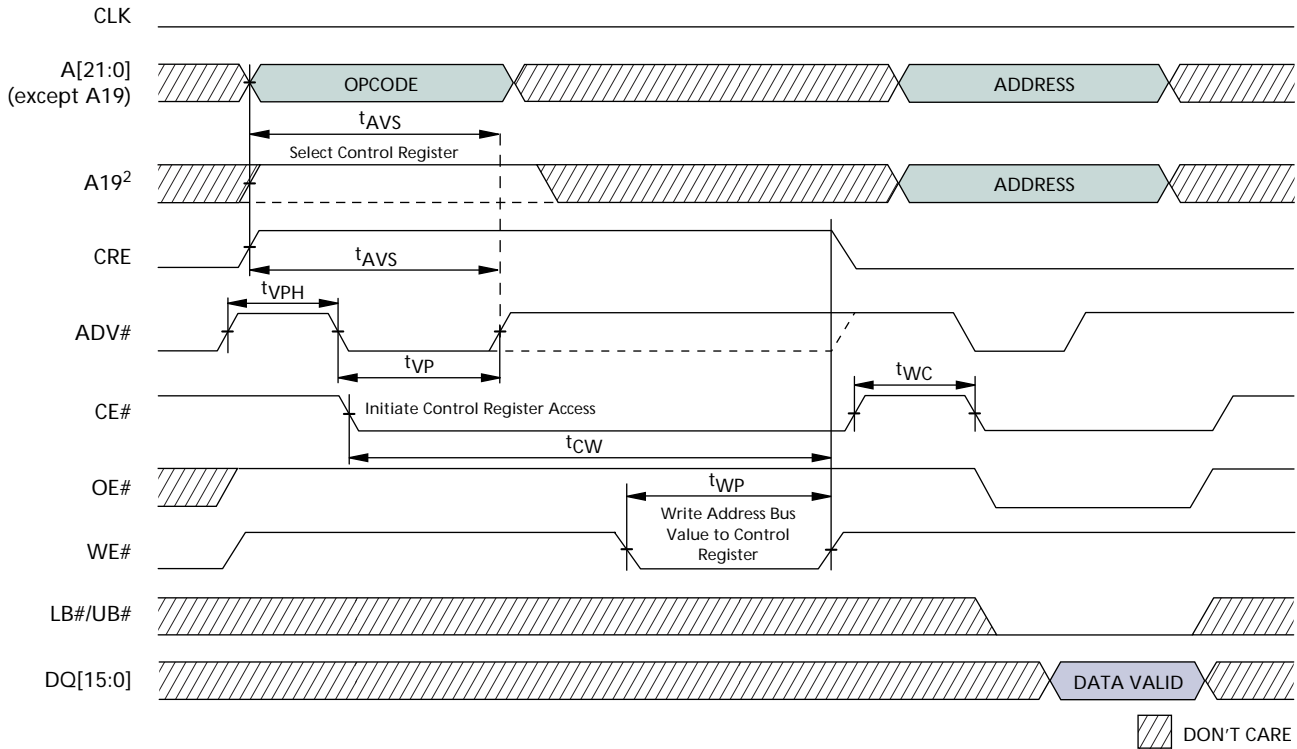 CLK
A[21:0]
(except A19)
OPCODE
ADDRESS
tAVS
Select Control Register
A19²
ADDRESS
CRE
tAVS
tVPH
ADV#
tVP
tWC
CE#
Initiate Control Register Access
tCW
OE#
tWP
Write Address Bus
Value to Control
Register
WE#
LB#/UB#
DQ[15:0]
DATA VALID
DON'T CARE